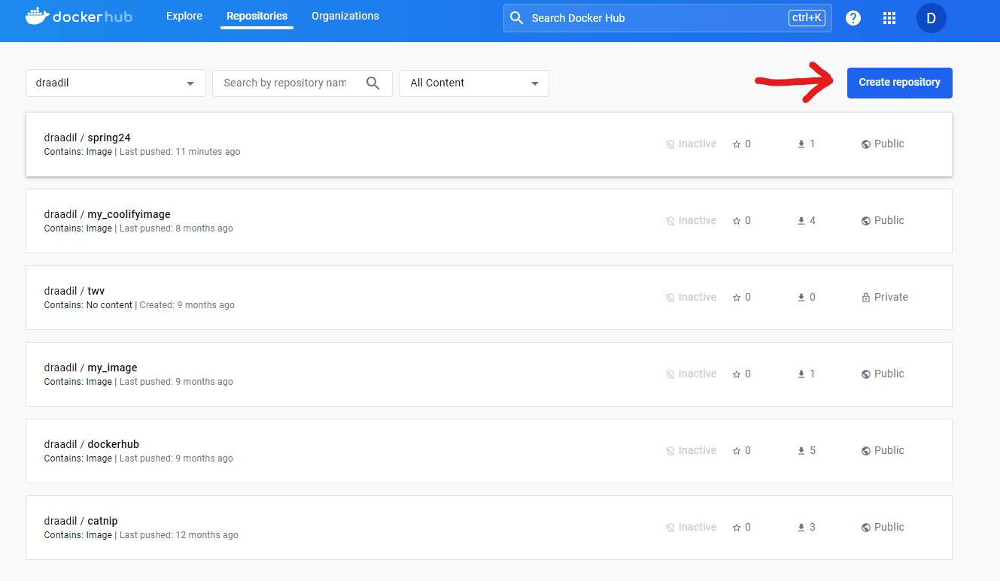 dockerhub Explore Repositories Organizations Search Docker Hub ctrl+K ? D
draadil Search by repository nam All Content Create repository
draadil / spring24
Contains: Image | Last pushed: 11 minutes ago Inactive 0 1 Public
draadil / my_coolifyimage
Contains: Image | Last pushed: 8 months ago Inactive 0 4 Public
draadil / twv
Contains: No content | Created: 9 months ago Inactive 0 0 Private
draadil / my_image
Contains: Image | Last pushed: 9 months ago Inactive 0 1 Public
draadil / dockerhub
Contains: Image | Last pushed: 9 months ago Inactive 0 5 Public
draadil / catnip
Contains: Image | Last pushed: 12 months ago Inactive 0 3 Public